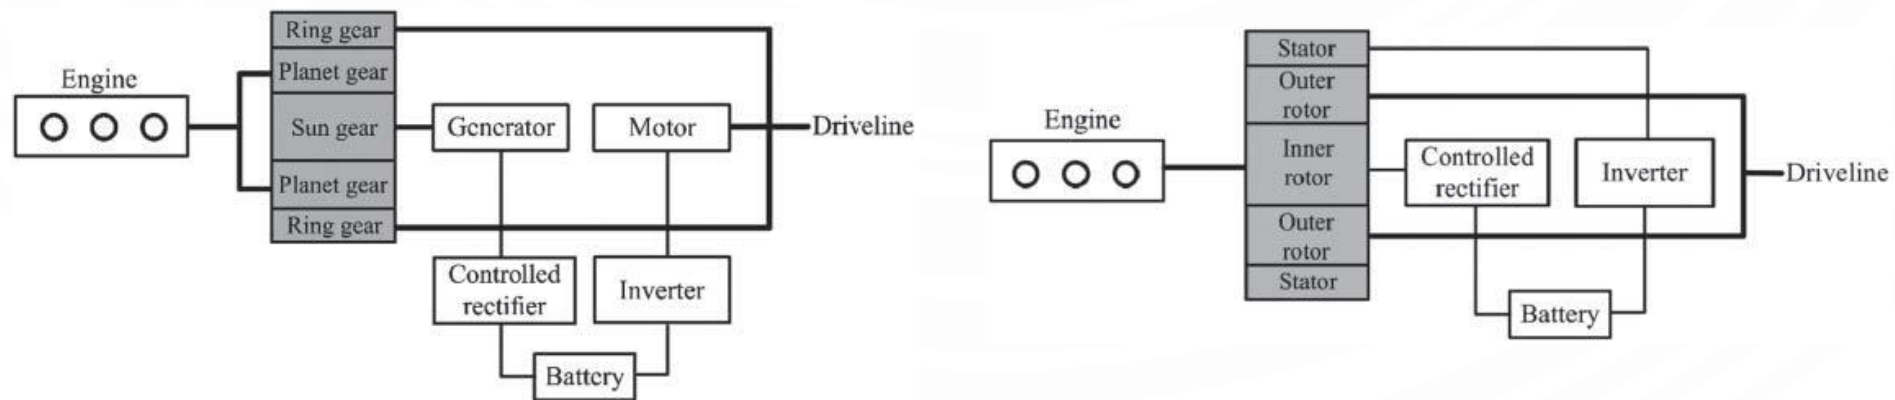 Ring gear
Planet gear
Engine
Sun gear
Generator
Motor
Driveline
Planet gear
Ring gear
Controlled
rectifier
Inverter
Battery
Stator
Outer
rotor
Engine
Inner
rotor
Controlled
rectifier
Inverter
Driveline
Outer
rotor
Stator
Battery